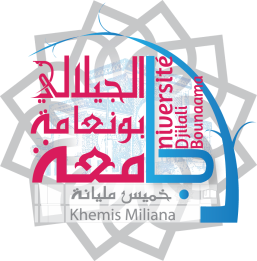 جامعة
الجيلالي
بونعامة
خميس مليانة
Université
Djilali
Bounaama
Khemis Miliana